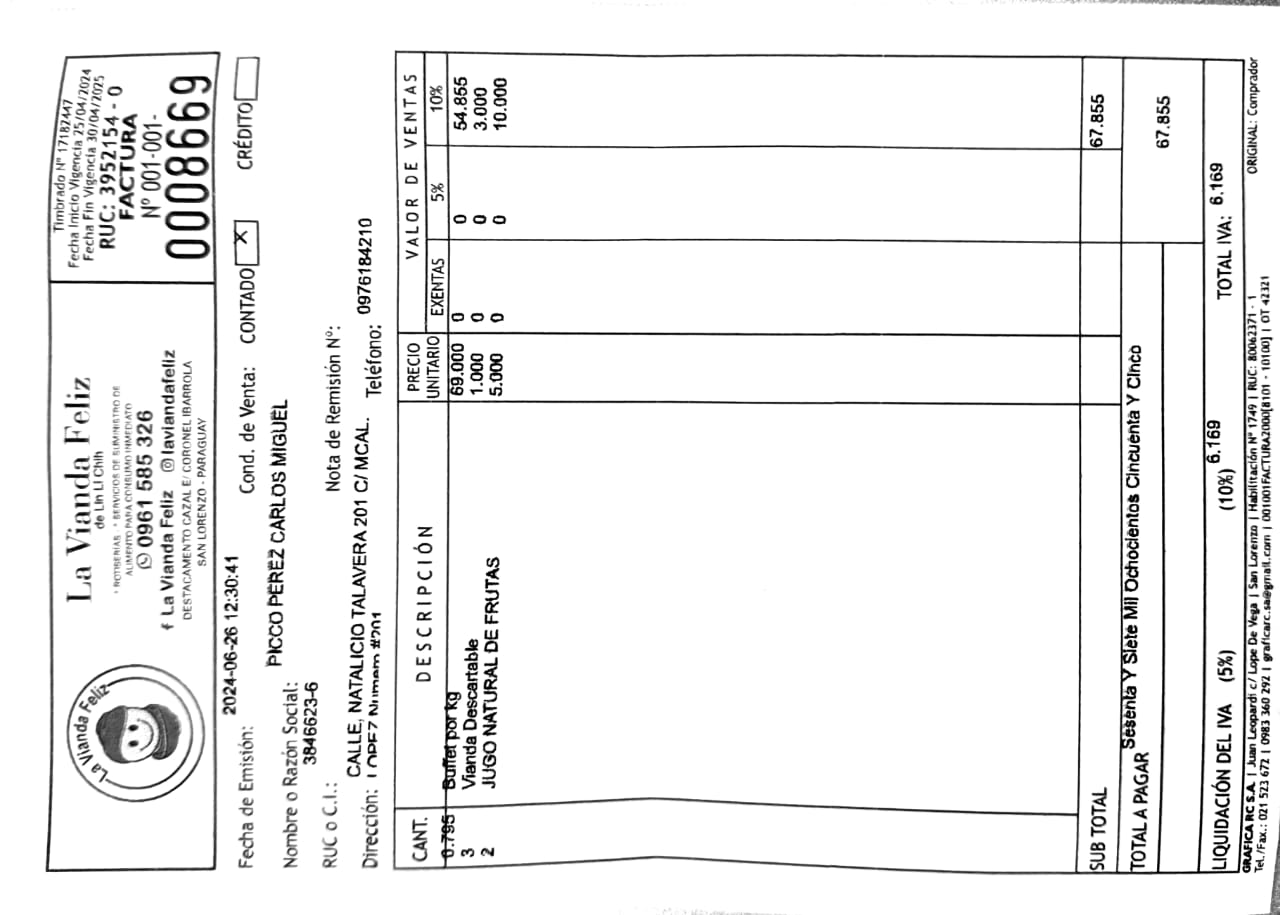 La Vianda Feliz
La Vianda Feliz
de Lin Li Chih
* ROTISERIAS. * SERVICIOS DE SUMINISTRO DE
ALIMENTO PARA CONSUMO INMEDIATO
0961 585 326
f La Vianda Feliz @laviandafeliz
DESTACAMENTO CAZAL E/ CORONEL IBARROLA
SAN LORENZO - PARAGUAY
Timbrado Nº 17182447
Fecha Inicio Vigencia 25/04/2024
Fecha Fin Vigencia 30/04/2025
RUC: 3952154 - 0
FACTURA
Nº 001-001-
0008669
Fecha de Emisión: 2024-06-26 12:30:41 Cond. de Venta: CONTADO X CRÉDITO
Nombre o Razón Social: PICCO PEREZ CARLOS MIGUEL
3846623-6
RUC o C.I.: Nota de Remisión Nº:
CALLE, NATALICIO TALAVERA 201 C/ MCAL.
Dirección: LOPEZ Numero #201 Teléfono: 0976184210
CANT. DESCRIPCIÓN PRECIO UNITARIO VALOR DE VENTAS
EXENTAS 5% 10%
0.795 Buffet por kg 69.000 0 0 54.855
3 Vianda Descartable 1.000 0 0 3.000
2 JUGO NATURAL DE FRUTAS 5.000 0 0 10.000
SUB TOTAL 67.855
TOTAL A PAGAR Sesenta Y Siete Mil Ochocientos Cincuenta Y Cinco
67.855
LIQUIDACIÓN DEL IVA (5%) (10%) 6.169 TOTAL IVA: 6.169
GRAFICA RC S.A. | Juan Leopardi c/ Lope De Vega | San Lorenzo | Habilitación Nº 1749 | RUC: 80062371 - 1
Tel./Fax.: 021 523 672 | 0983 360 292 | graficarc.sa@gmail.com | 001001FACTURA2000[8101 - 10100] | OT 42321
ORIGINAL: Comprador